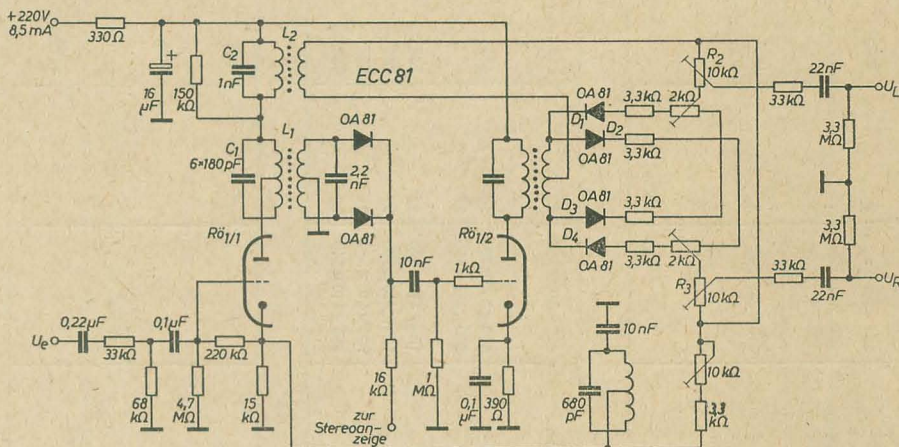 +220V
8,5mA
330Ω
16
µF
+
150
kΩ
C2
1nF
L2
ECC 81
C1
6×180pF
L1
OA 81
2,2
nF
OA 81
Rö1/1
10nF
1kΩ
Rö1/2
D1
OA 81
3,3kΩ
2kΩ
D2
OA 81
3,3kΩ
OA 81
D3
3,3kΩ
D4
OA 81
3,3kΩ
2kΩ
R2
10kΩ
33kΩ
22nF
UL
3,3
MΩ
3,3
MΩ
R3
10kΩ
33kΩ
22nF
UR
Ue
0,22µF
33kΩ
0,1µF
220kΩ
68
kΩ
4,7
MΩ
15
kΩ
16
kΩ
zur
Stereoan-
zeige
1
MΩ
0,1
µF
390
Ω
10nF
680
pF
10kΩ
3,3
kΩ